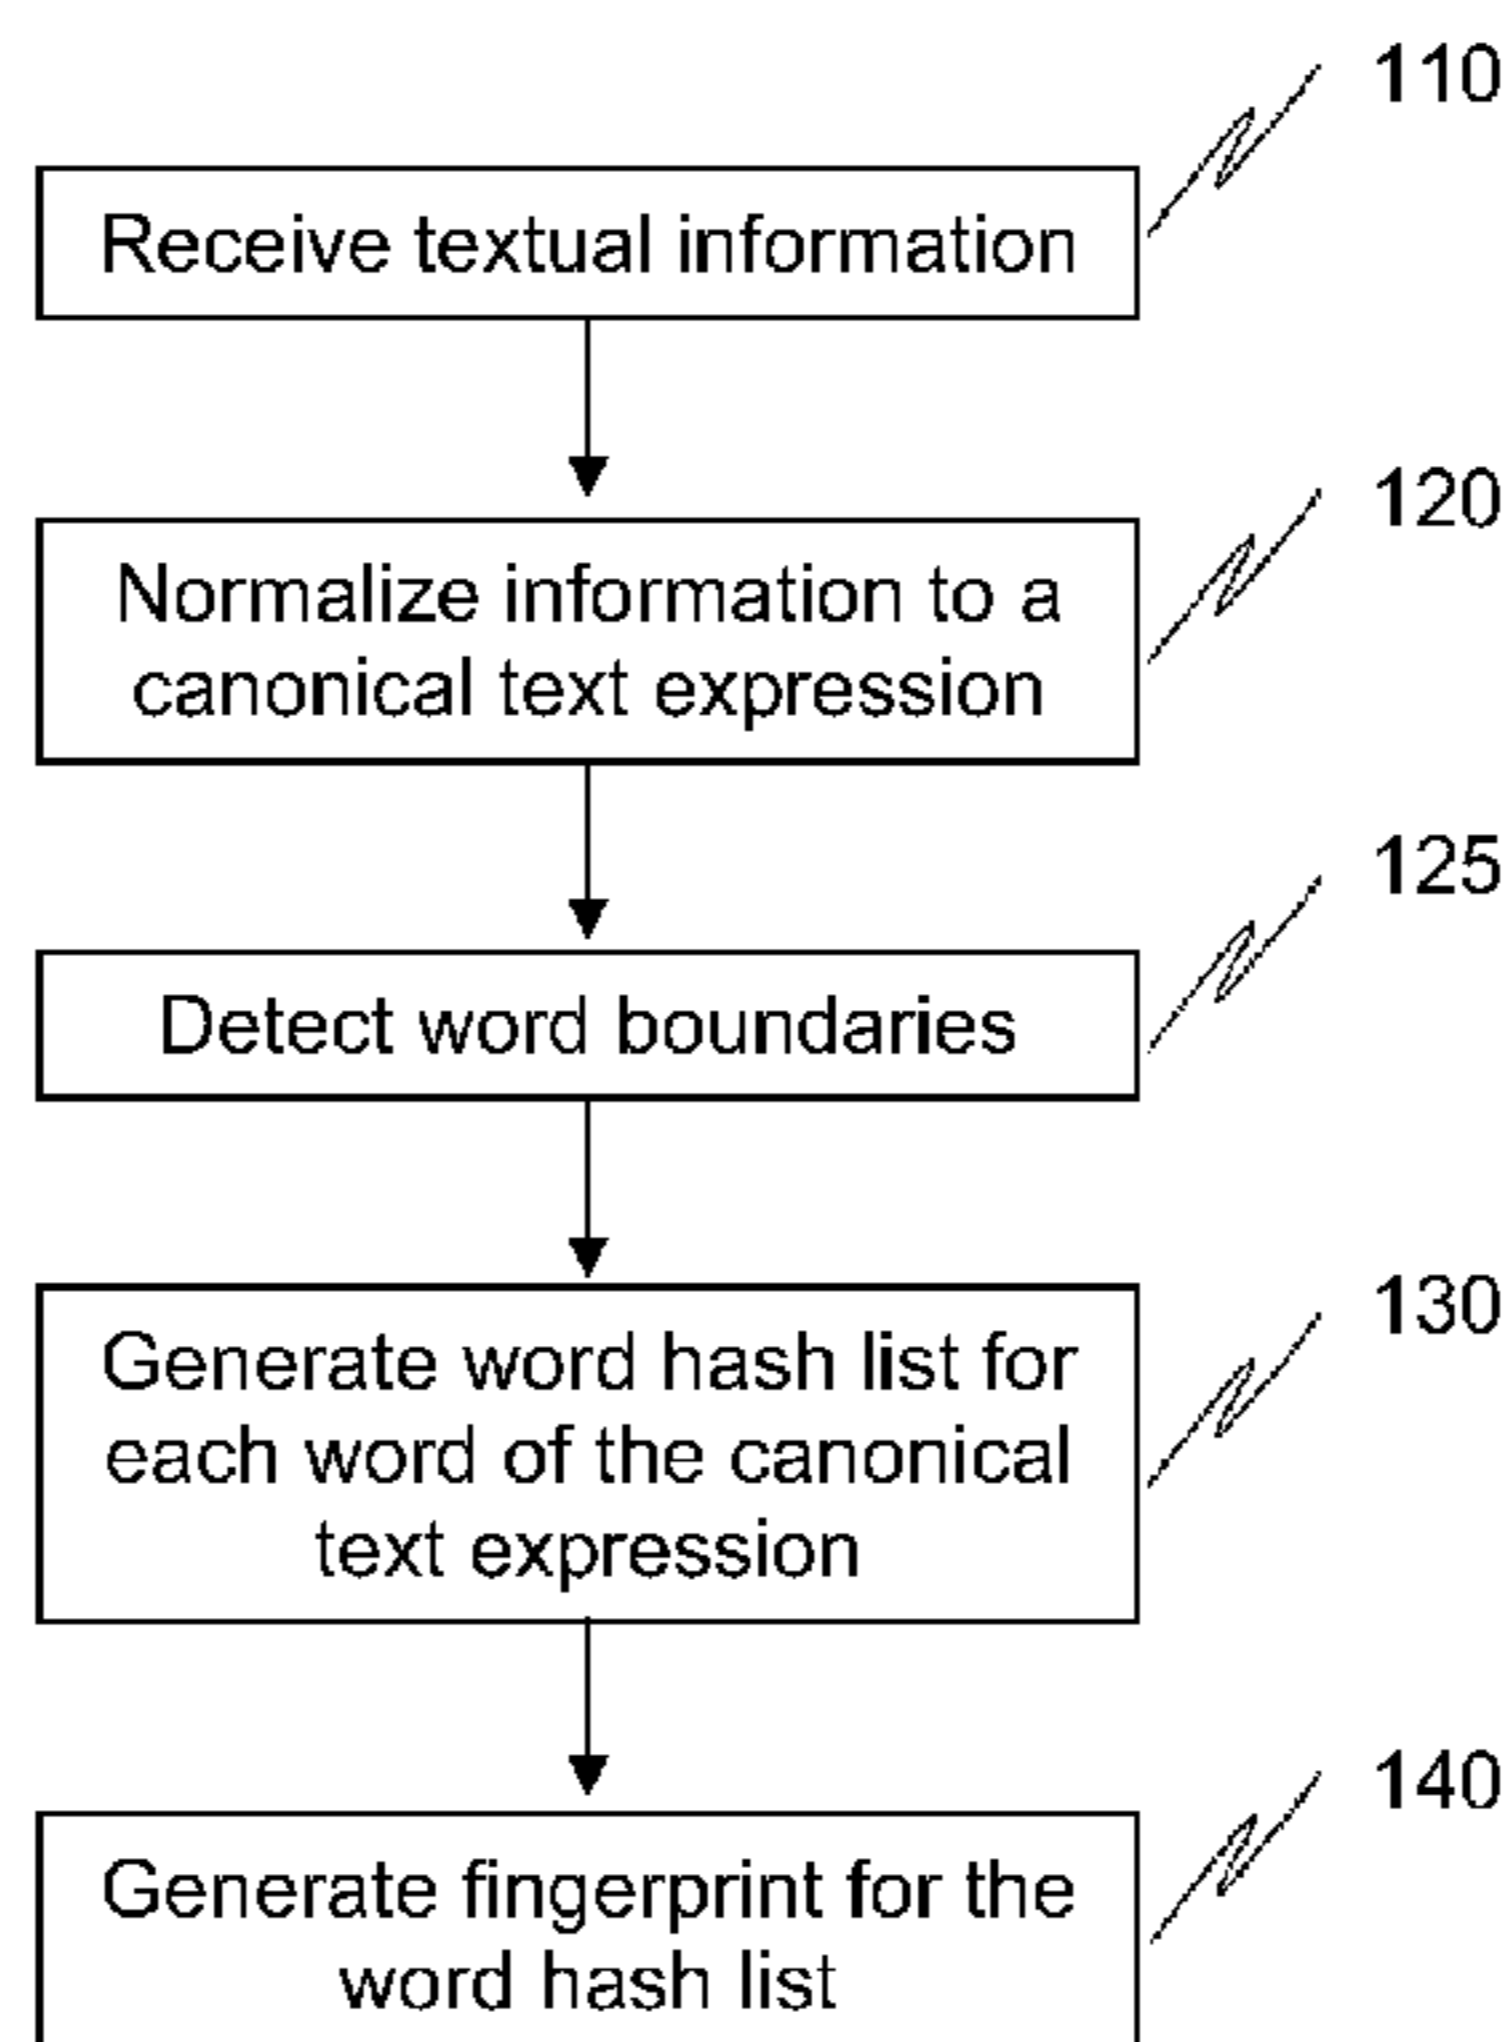 110
Receive textual information
120
Normalize information to a
canonical text expression
125
Detect word boundaries
130
Generate word hash list for
each word of the canonical
text expression
140
Generate fingerprint for the
word hash list